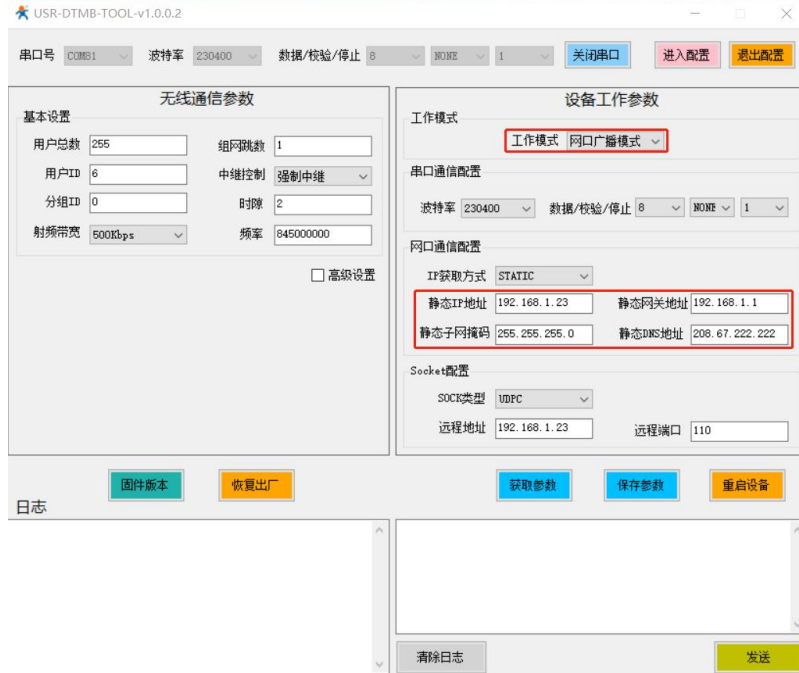 USR-DTMB-TOOL-v1.0.0.2
串口号 COM81 波特率 230400 数据/校验/停止 8 NONE 1 关闭串口 进入配置 退出配置
无线通信参数
基本设置
用户总数 255 组网跳数 1
用户ID 6 中继控制 强制中继
分组ID 0 时隙 2
射频带宽 500Kbps 频率 845000000
高级设置
设备工作参数
工作模式
工作模式 网口广播模式
串口通信配置
波特率 230400 数据/校验/停止 8 NONE 1
网口通信配置
IP获取方式 STATIC
静态IP地址 192.168.1.23 静态网关地址 192.168.1.1
静态子网掩码 255.255.255.0 静态DNS地址 208.67.222.222
Socket配置
SOCK类型 UDPC
远程地址 192.168.1.23 远程端口 110
固件版本 恢复出厂 获取参数 保存参数 重启设备
日志
清除日志 发送